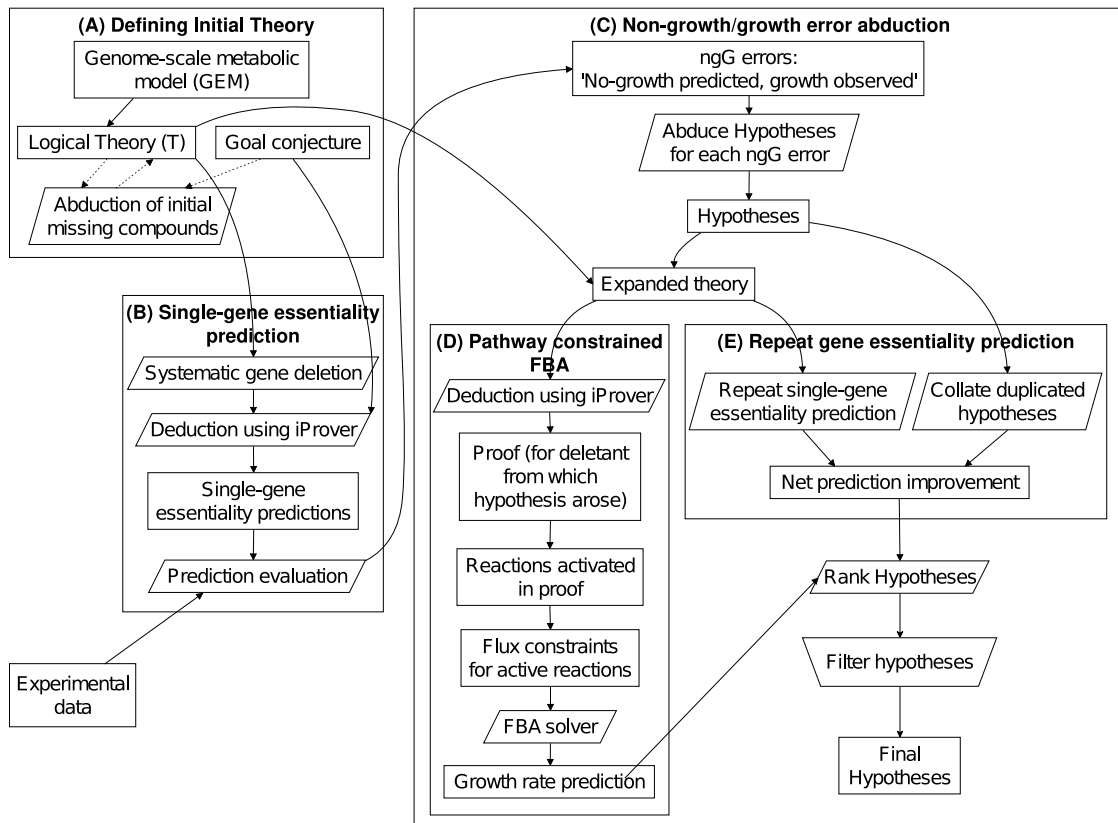 (A) Defining Initial Theory
Genome-scale metabolic
model (GEM)
Logical Theory (T)
Goal conjecture
Abduction of initial
missing compounds
(B) Single-gene essentiality
prediction
Systematic gene deletion
Deduction using iProver
Single-gene
essentiality predictions
Prediction evaluation
Experimental
data
(C) Non-growth/growth error abduction
ngG errors:
'No-growth predicted, growth observed'
Abduce Hypotheses
for each ngG error
Hypotheses
Expanded theory
(D) Pathway constrained
FBA
Deduction using iProver
Proof (for deletant
from which
hypothesis arose)
Reactions activated
in proof
Flux constraints
for active reactions
FBA solver
Growth rate prediction
(E) Repeat gene essentiality prediction
Repeat single-gene
essentiality prediction
Collate duplicated
hypotheses
Net prediction improvement
Rank Hypotheses
Filter hypotheses
Final
Hypotheses